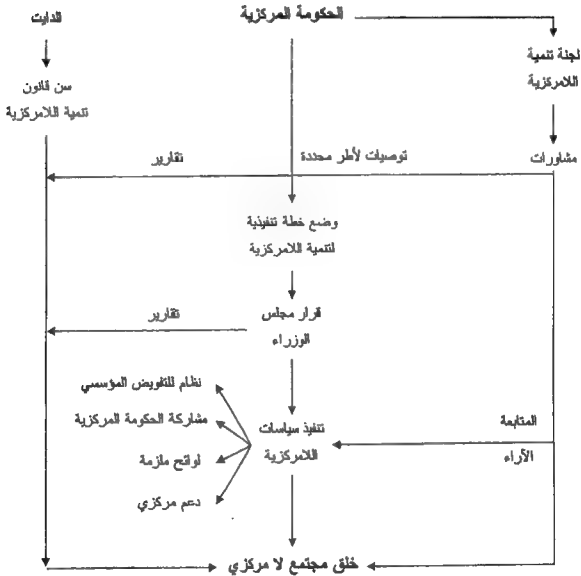 الحكومة المركزية
الدايت
لجنة تنمية
اللامركزية
سن قانون
تنمية اللامركزية
مشاورات
توصيات لأطر محددة
تقارير
وضع خطة تنفيذية
لتنمية اللامركزية
قرار مجلس
الوزراء
تقارير
نظام للتفويض المؤسسي
مشاركة الحكومة المركزية
لوائح ملزمة
دعم مركزي
تنفيذ سياسات
اللامركزية
المتابعة
الآراء
خلق مجتمع لا مركزي